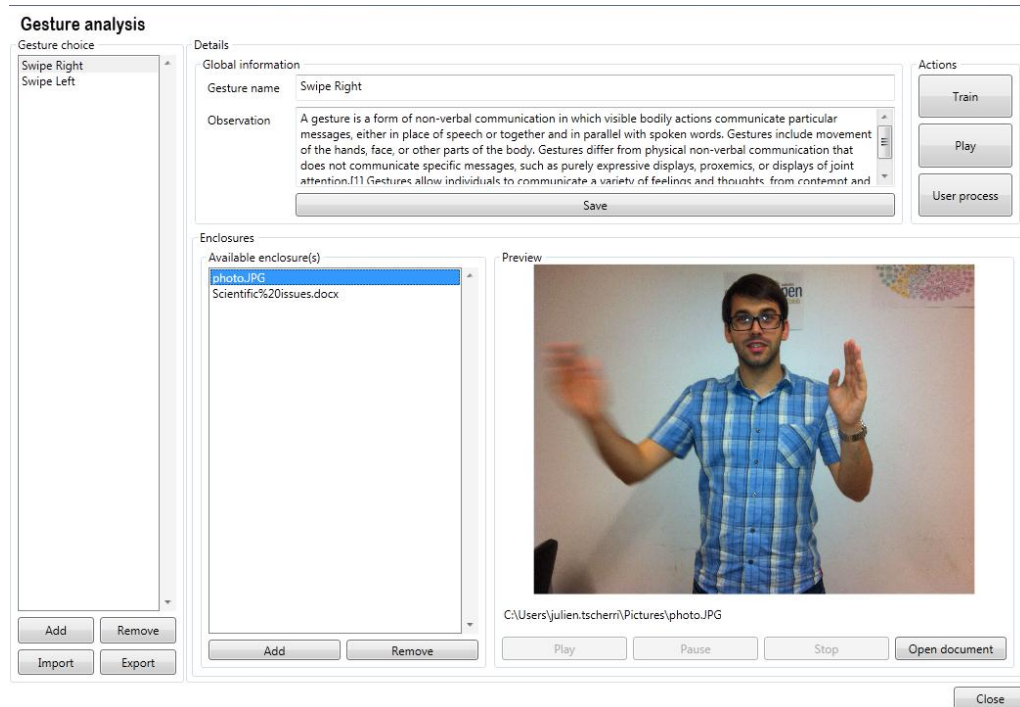 Gesture analysis
Gesture choice
Swipe Right
Swipe Left
Add Remove
Import Export
Details
Global information
Gesture name Swipe Right
Observation
A gesture is a form of non-verbal communication in which visible bodily actions communicate particular
messages, either in place of speech or together and in parallel with spoken words. Gestures include movement
of the hands, face, or other parts of the body. Gestures differ from physical non-verbal communication that
does not communicate specific messages, such as purely expressive displays, proxemics, or displays of joint
attention.[1] Gestures allow individuals to communicate a variety of feelings and thoughts, from contempt and
Save
Actions
Train
Play
User process
Enclosures
Available enclosure(s)
photo.JPG
Scientific%20issues.docx
Add Remove
Preview
C:\Users\julien.tscherri\Pictures\photo.JPG
Play Pause Stop Open document
Close